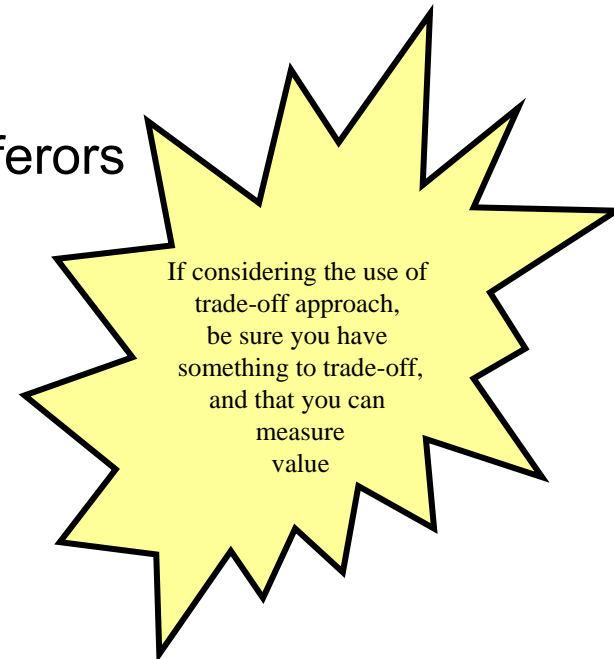 ferors
If considering the use of
trade-off approach,
be sure you have
something to trade-off,
and that you can
measure
value